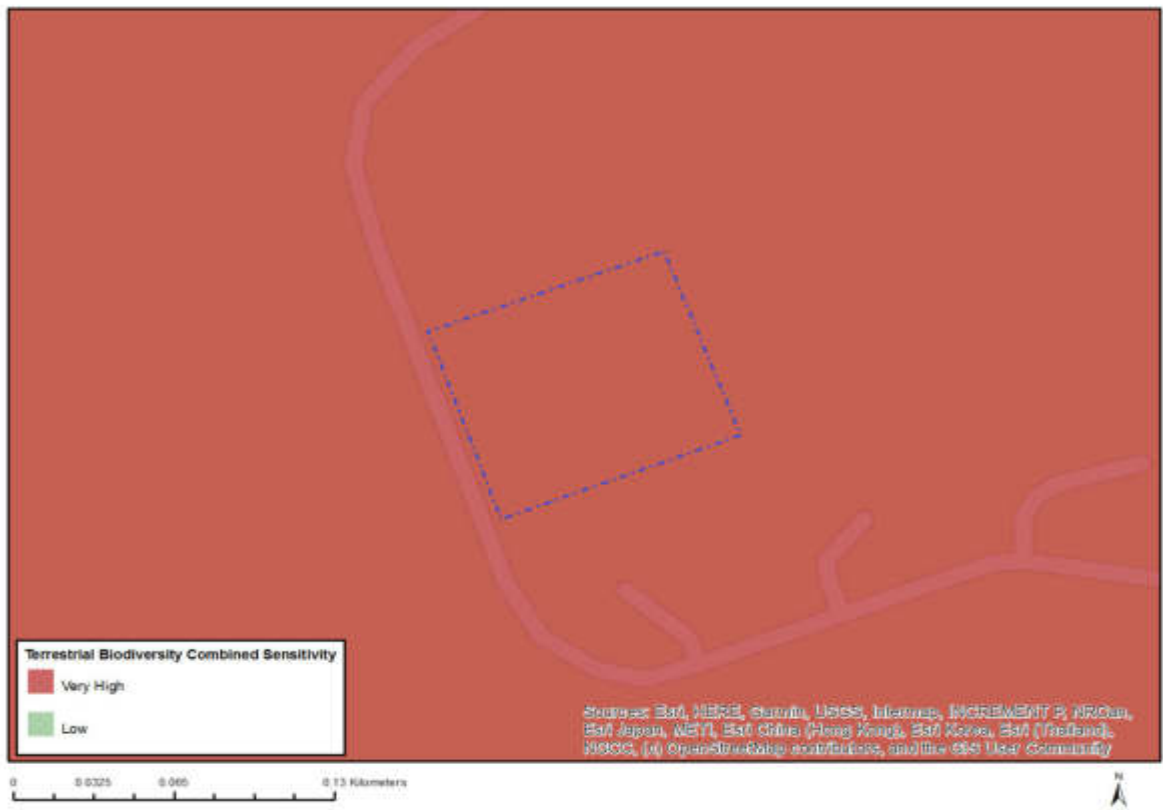 Terrestrial Biodiversity Combined Sensitivity
Very High
Low
Sources: Esri, HERE, Garmin, USGS, Intermap, INCREMENT P, NRCan,
Esri Japan, METI, Esri China (Hong Kong), Esri Korea, Esri (Thailand),
NGCC, (c) OpenStreetMap contributors, and the GIS User Community
0 0.0325 0.065 0.13 Kilometers
N